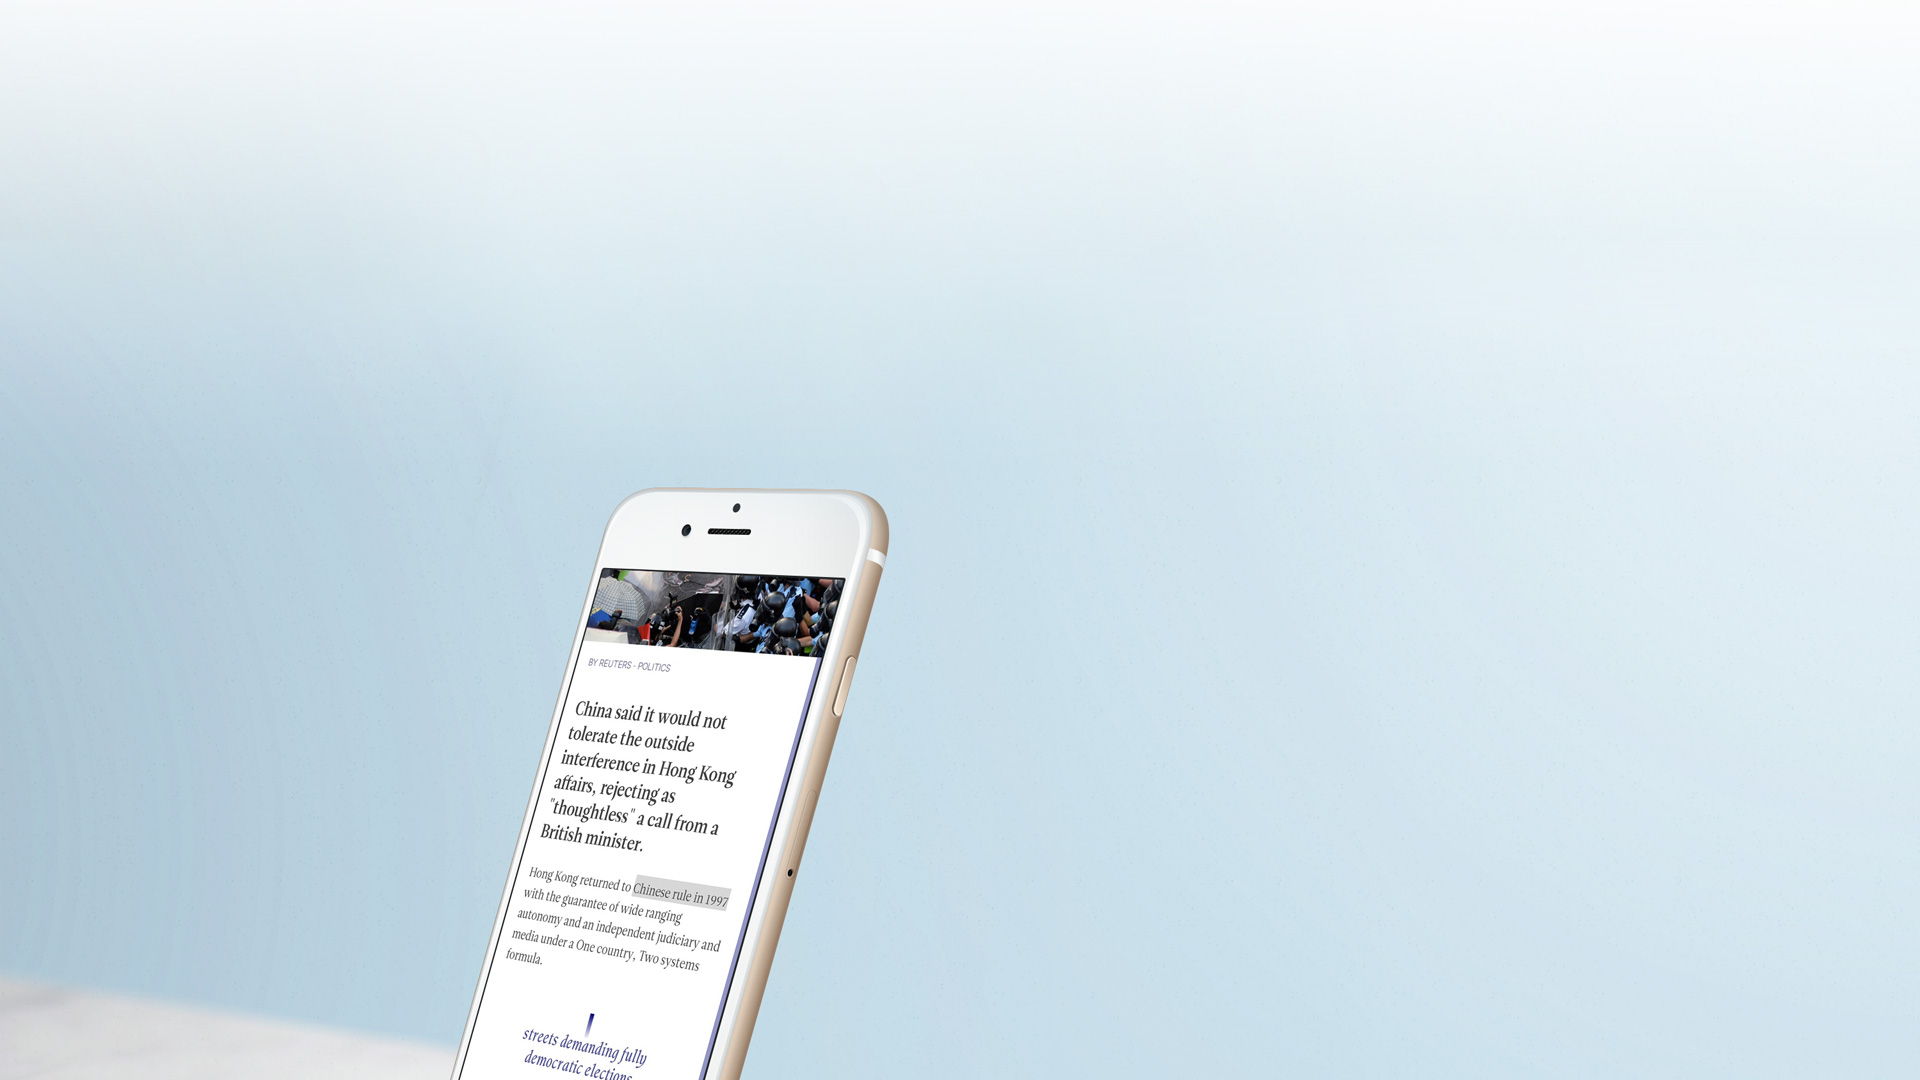 BY REUTERS - POLITICS
China said it would not
tolerate the outside
interference in Hong Kong
affairs, rejecting as
"thoughtless" a call from a
British minister.
Hong Kong returned to Chinese rule in 1997
with the guarantee of wide ranging
autonomy and an independent judiciary and
media under a One country, Two systems
formula.
streets demanding fully
democratic elections